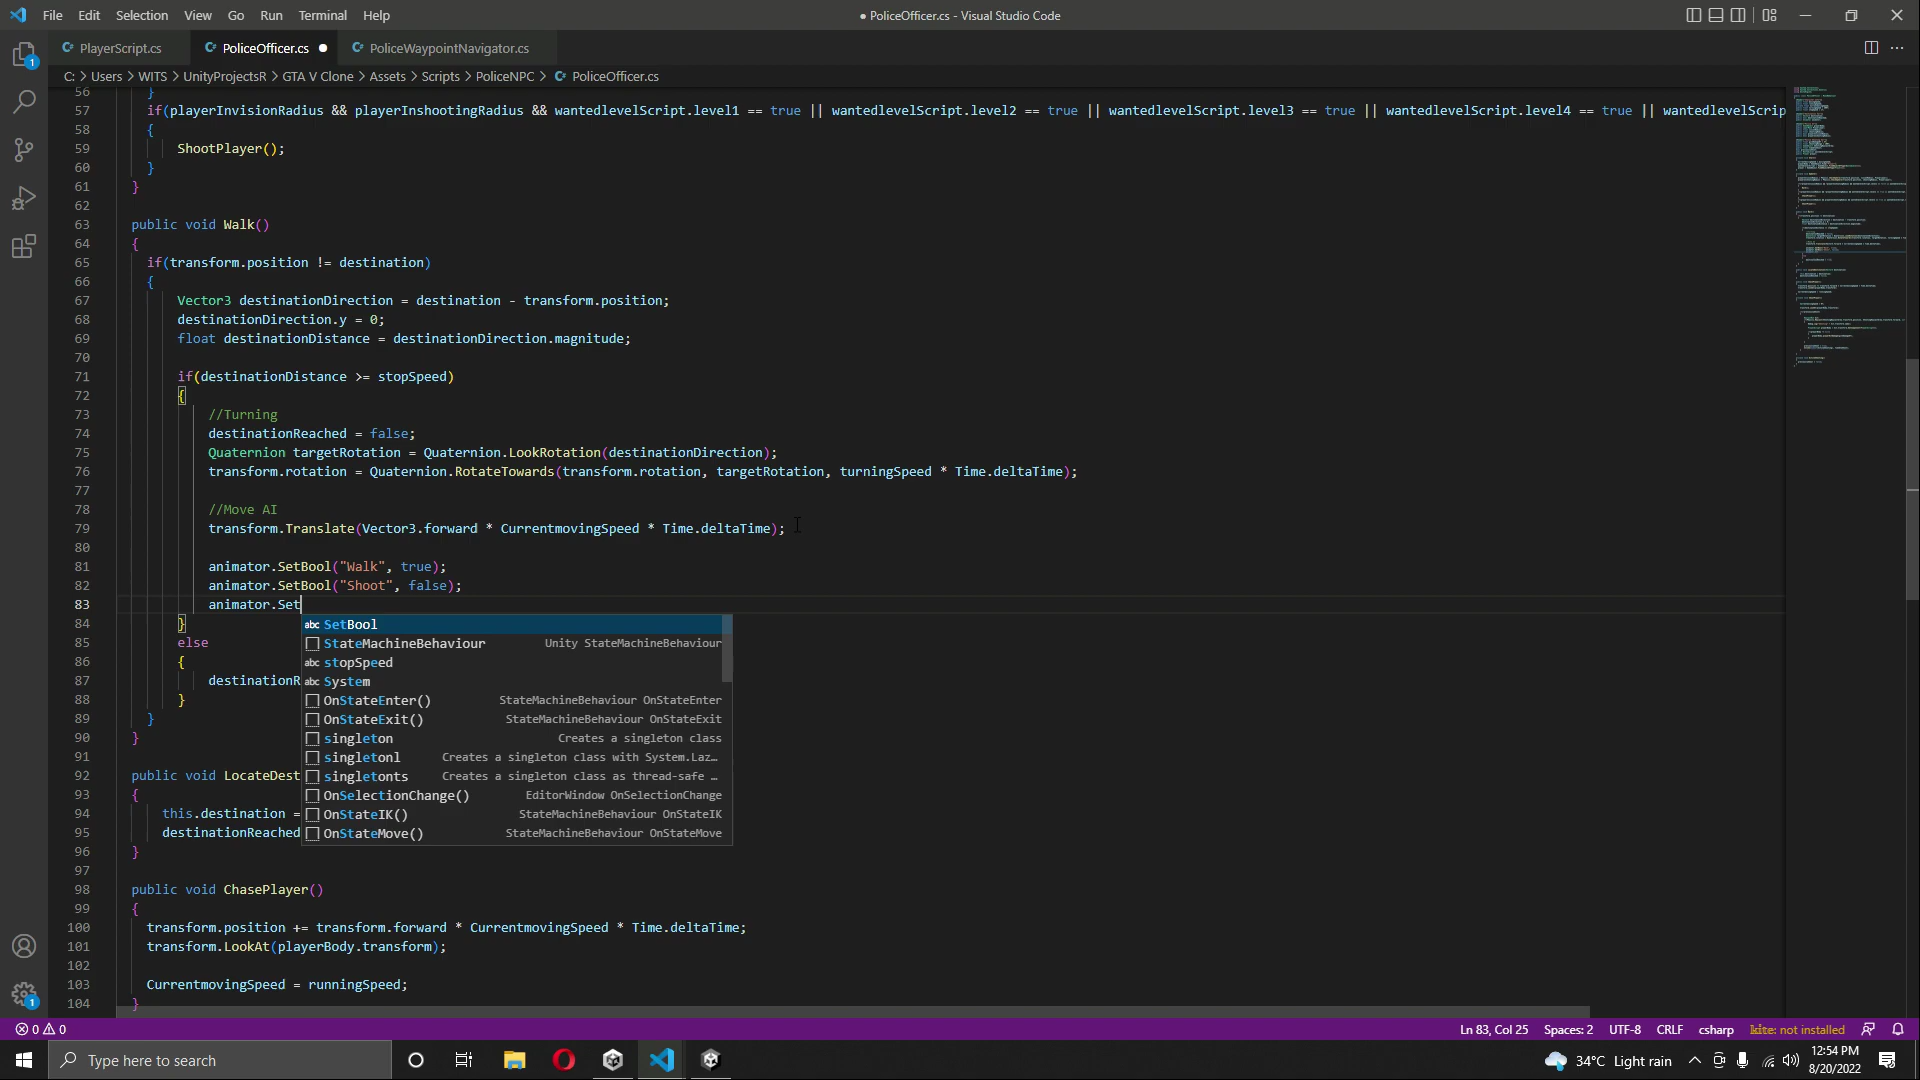 File Edit Selection View Go Run Terminal Help
● PoliceOfficer.cs - Visual Studio Code
PlayerScript.cs PoliceOfficer.cs ● PoliceWaypointNavigator.cs
C: > Users > WITS > UnityProjectsR > GTA V Clone > Assets > Scripts > PoliceNPC > PoliceOfficer.cs
56 }
57 if(playerInvisionRadius && playerInshootingRadius && wantedlevelScript.level1 == true || wantedlevelScript.level2 == true || wantedlevelScript.level3 == true || wantedlevelScript.level4 == true || wantedlevelScrip
58 {
59 ShootPlayer();
60 }
61 }
62
63 public void Walk()
64 {
65 if(transform.position != destination)
66 {
67 Vector3 destinationDirection = destination - transform.position;
68 destinationDirection.y = 0;
69 float destinationDistance = destinationDirection.magnitude;
70
71 if(destinationDistance >= stopSpeed)
72 {
73 //Turning
74 destinationReached = false;
75 Quaternion targetRotation = Quaternion.LookRotation(destinationDirection);
76 transform.rotation = Quaternion.RotateTowards(transform.rotation, targetRotation, turningSpeed * Time.deltaTime);
77
78 //Move AI
79 transform.Translate(Vector3.forward * CurrentmovingSpeed * Time.deltaTime);
80
81 animator.SetBool("Walk", true);
82 animator.SetBool("Shoot", false);
83 animator.Set
84 }
85 else
86 {
87 destinationR
88 }
89 }
90 }
91
92 public void LocateDest
93 {
94 this.destination =
95 destinationReached
96 }
97
98 public void ChasePlayer()
99 {
100 transform.position += transform.forward * CurrentmovingSpeed * Time.deltaTime;
101 transform.LookAt(playerBody.transform);
102
103 CurrentmovingSpeed = runningSpeed;
104 }
abc SetBool
StateMachineBehaviour Unity StateMachineBehaviour
abc stopSpeed
abc System
OnStateEnter() StateMachineBehaviour OnStateEnter
OnStateExit() StateMachineBehaviour OnStateExit
singleton Creates a singleton class
singletonl Creates a singleton class with System.Laz…
singletonts Creates a singleton class as thread-safe …
OnSelectionChange() EditorWindow OnSelectionChange
OnStateIK() StateMachineBehaviour OnStateIK
OnStateMove() StateMachineBehaviour OnStateMove
1
1
0 0 Ln 83, Col 25 Spaces: 2 UTF-8 CRLF csharp kite: not installed
Type here to search
34°C Light rain
12:54 PM
8/20/2022